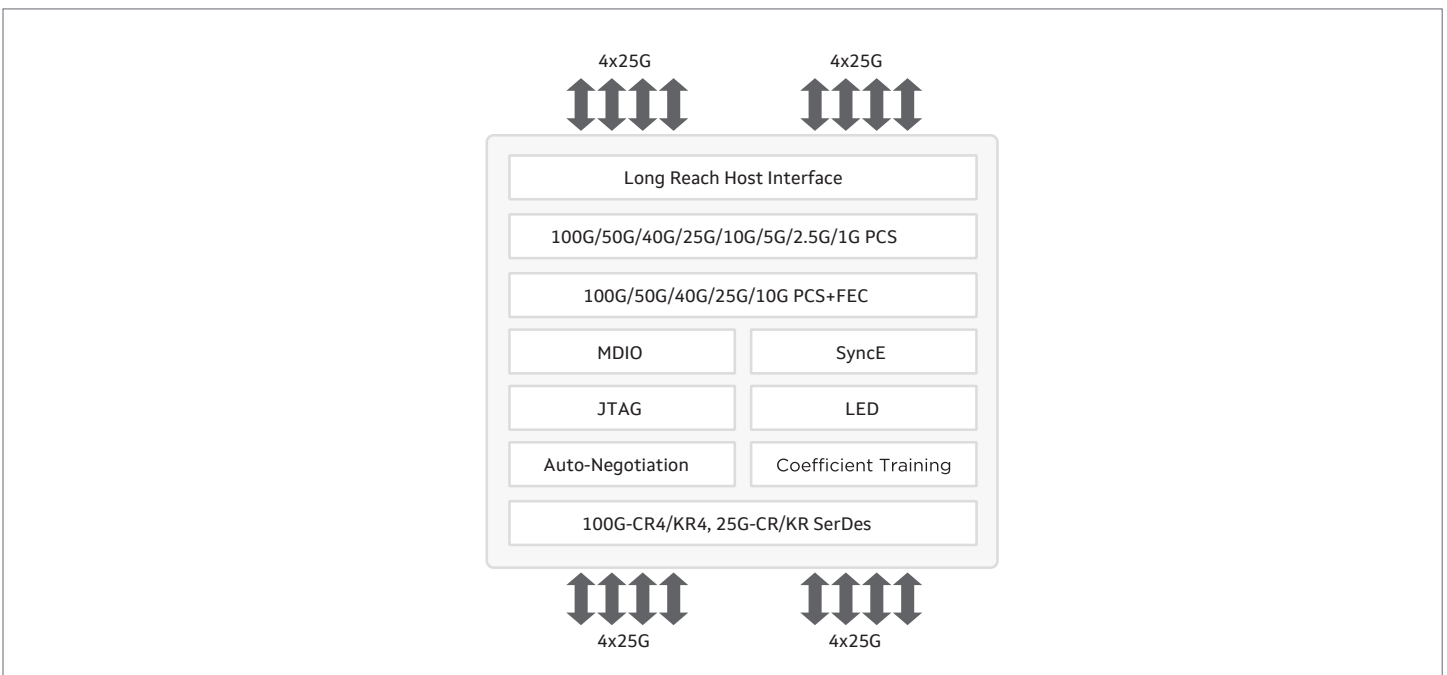 4x25G 4x25G
Long Reach Host Interface
100G/50G/40G/25G/10G/5G/2.5G/1G PCS
100G/50G/40G/25G/10G PCS+FEC
MDIO SyncE
JTAG LED
Auto-Negotiation Coefficient Training
100G-CR4/KR4, 25G-CR/KR SerDes
4x25G 4x25G